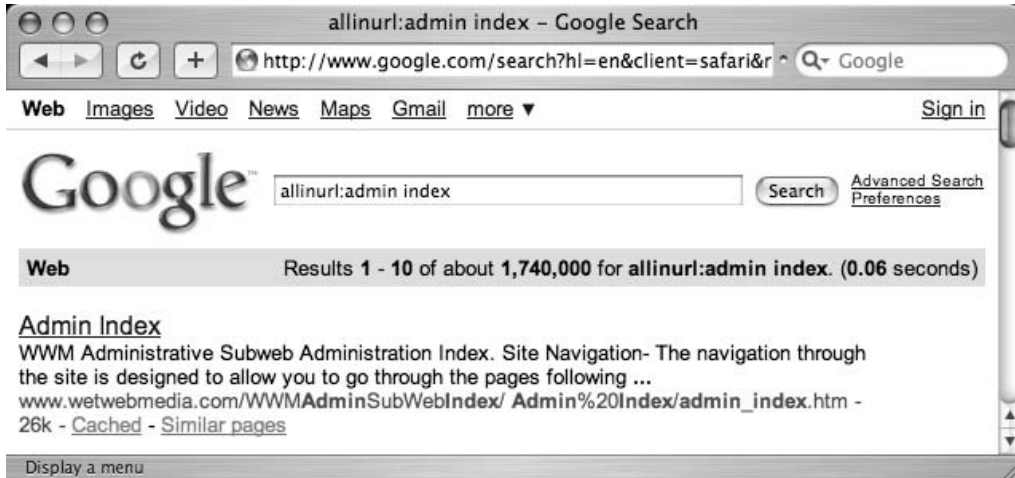 allinurl:admin index – Google Search
http://www.google.com/search?hl=en&client=safari&r
Google
Web Images Video News Maps Gmail more ▼ Sign in
Google™
allinurl:admin index
Search
Advanced Search
Preferences
Web Results 1 - 10 of about 1,740,000 for allinurl:admin index. (0.06 seconds)
Admin Index
WWM Administrative Subweb Administration Index. Site Navigation- The navigation through
the site is designed to allow you to go through the pages following ...
www.wetwebmedia.com/WWMAdminSubWebIndex/ Admin%20Index/admin_index.htm -
26k - Cached - Similar pages
Display a menu